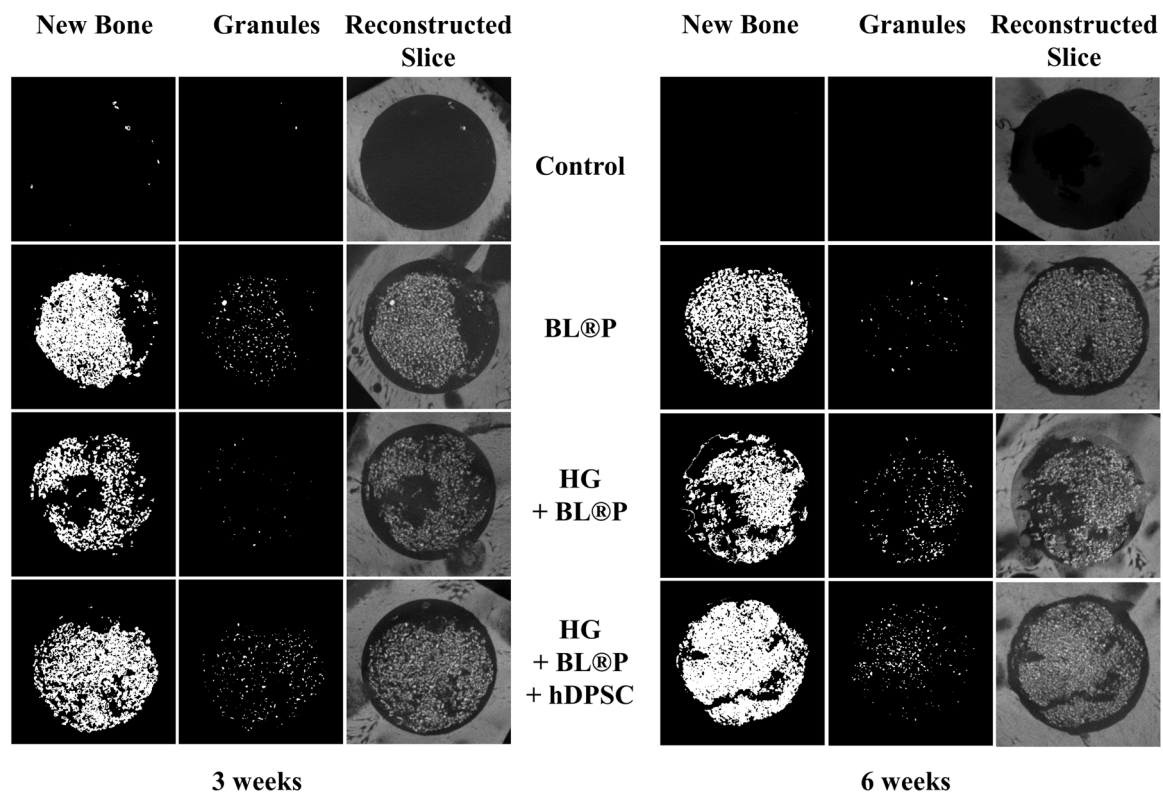 New Bone Granules Reconstructed Slice
New Bone Granules Reconstructed Slice
Control
BL®P
HG
+ BL®P
HG
+ BL®P
+ hDPSC
3 weeks
6 weeks